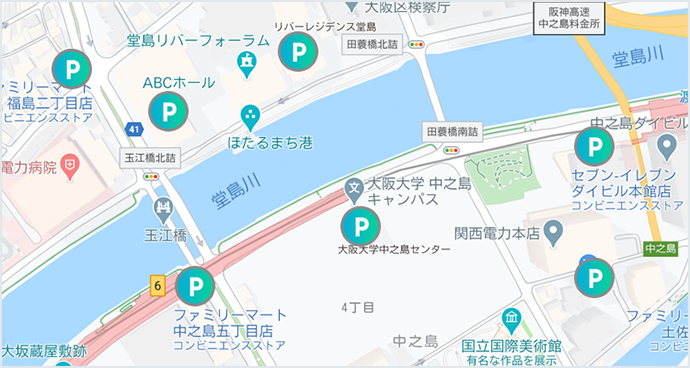 大阪区検察庁
阪神高速
中之島料金所
リバーレジデンス堂島
堂島リバーフォーラム
田蓑橋北詰
P
P
ABCホール
堂島川
ァミリーマート
福島二丁目店
ビニエンスストア
P
41
ほたるまち港
田蓑橋南詰
渡
中之島ダイビル
P
玉江橋北詰
電力病院
堂島川
大阪大学 中之島
キャンパス
セブン-イレブン
ダイビル本館店
コンビニエンスストア
玉江橋
P
大阪大学中之島センター
関西電力本店
中之島
6
P
P
ファミリーマート
中之島五丁目店
コンビニエンスストア
4丁目
ファミリー
土佐
コンビニエ
中之島
国立国際美術館
有名な作品を展示
大坂蔵屋敷跡